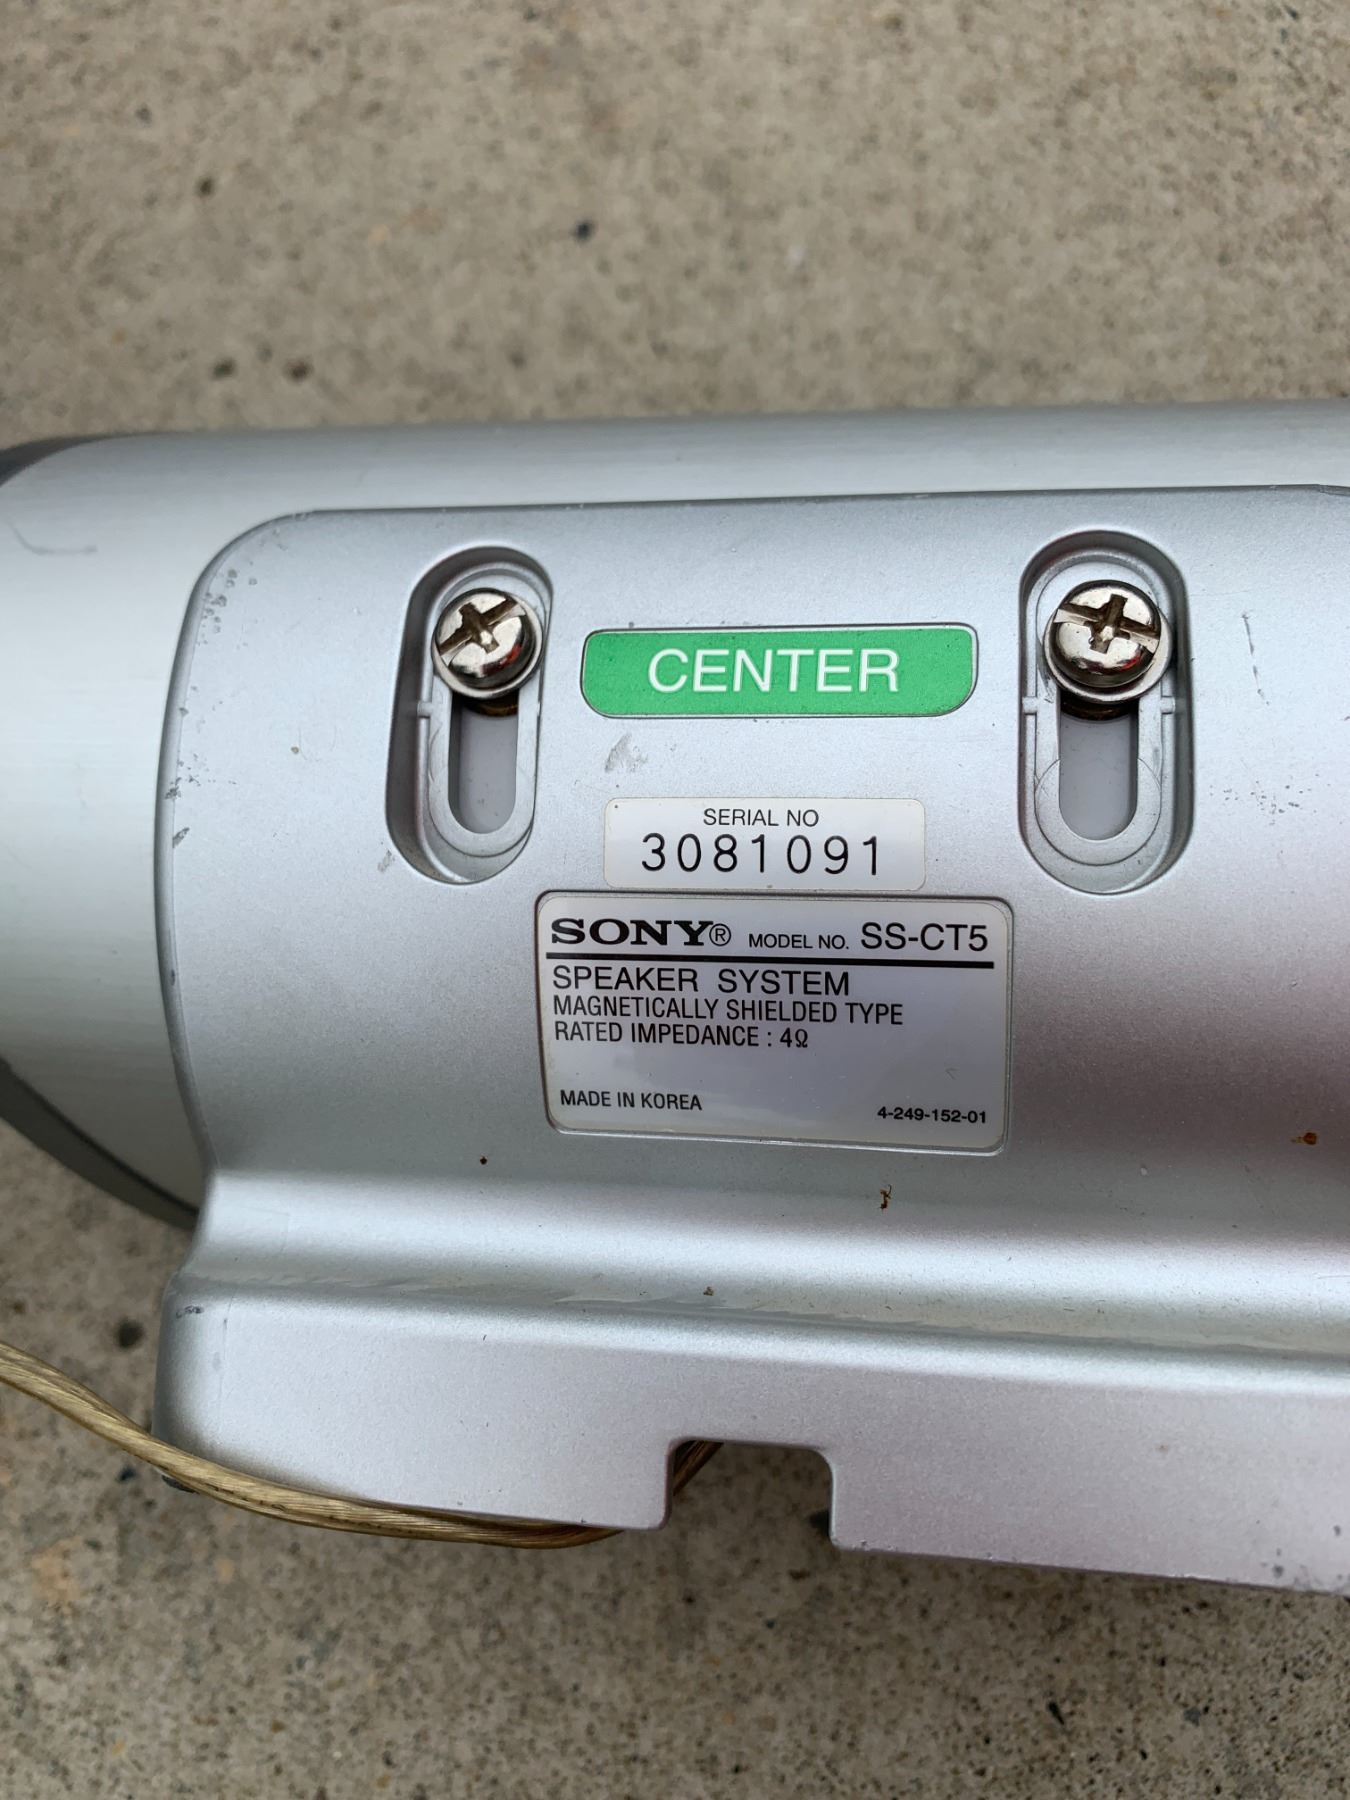 CENTER
SERIAL NO
3081091
SONY® MODEL NO. SS-CT5
SPEAKER SYSTEM
MAGNETICALLY SHIELDED TYPE
RATED IMPEDANCE : 4Ω
MADE IN KOREA 4-249-152-01